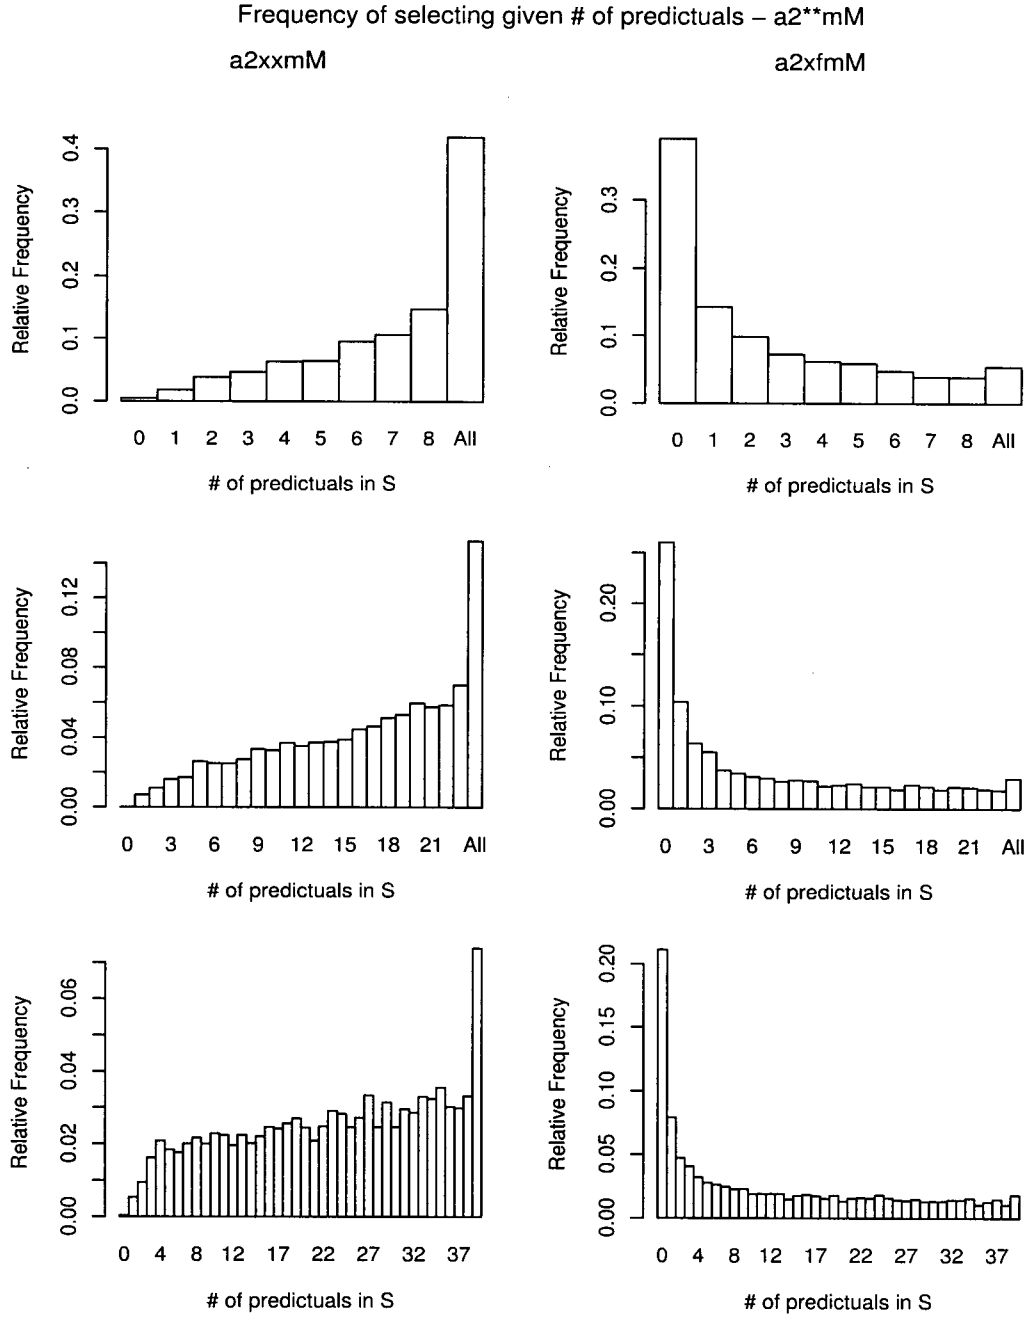 Frequency of selecting given # of predictuals – a2**mM
a2xxmM
a2xfmM
Relative Frequency
0.0 0.1 0.2 0.3 0.4
0 1 2 3 4 5 6 7 8 All
# of predictuals in S
Relative Frequency
0.0 0.1 0.2 0.3
0 1 2 3 4 5 6 7 8 All
# of predictuals in S
Relative Frequency
0.00 0.04 0.08 0.12
0 3 6 9 12 15 18 21 All
# of predictuals in S
Relative Frequency
0.00 0.10 0.20
0 3 6 9 12 15 18 21 All
# of predictuals in S
Relative Frequency
0.00 0.02 0.04 0.06
0 4 8 12 17 22 27 32 37
# of predictuals in S
Relative Frequency
0.00 0.05 0.10 0.15 0.20
0 4 8 12 17 22 27 32 37
# of predictuals in S